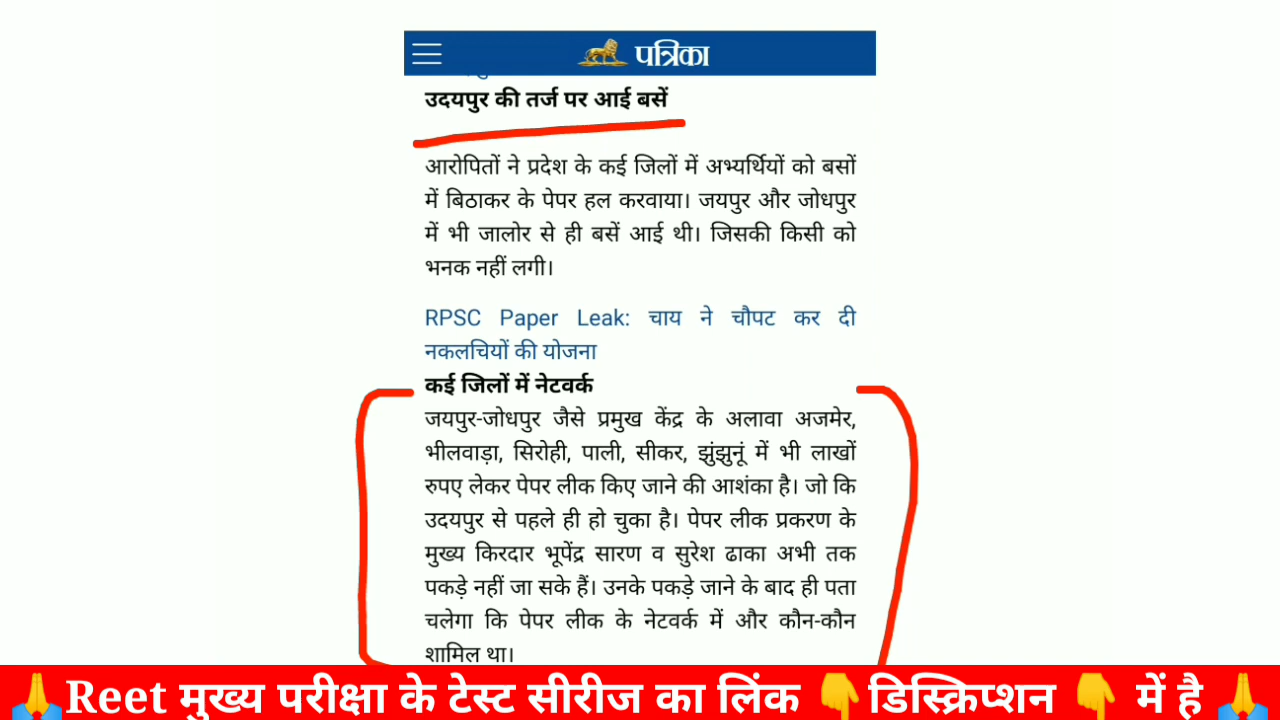 पत्रिका
उदयपुर की तर्ज पर आई बसें
आरोपितों ने प्रदेश के कई जिलों में अभ्यर्थियों को बसों
में बिठाकर के पेपर हल करवाया। जयपुर और जोधपुर
में भी जालोर से ही बसें आई थी। जिसकी किसी को
भनक नहीं लगी।
RPSC Paper Leak: चाय ने चौपट कर दी
नकलचियों की योजना
कई जिलों में नेटवर्क
जयपुर-जोधपुर जैसे प्रमुख केंद्र के अलावा अजमेर,
भीलवाड़ा, सिरोही, पाली, सीकर, झुंझुनूं में भी लाखों
रुपए लेकर पेपर लीक किए जाने की आशंका है। जो कि
उदयपुर से पहले ही हो चुका है। पेपर लीक प्रकरण के
मुख्य किरदार भूपेंद्र सारण व सुरेश ढाका अभी तक
पकड़े नहीं जा सके हैं। उनके पकड़े जाने के बाद ही पता
चलेगा कि पेपर लीक के नेटवर्क में और कौन-कौन
शामिल था।
🙏Reet मुख्य परीक्षा के टेस्ट सीरीज का लिंक 👇डिस्क्रिप्शन 👇 में है 🙏